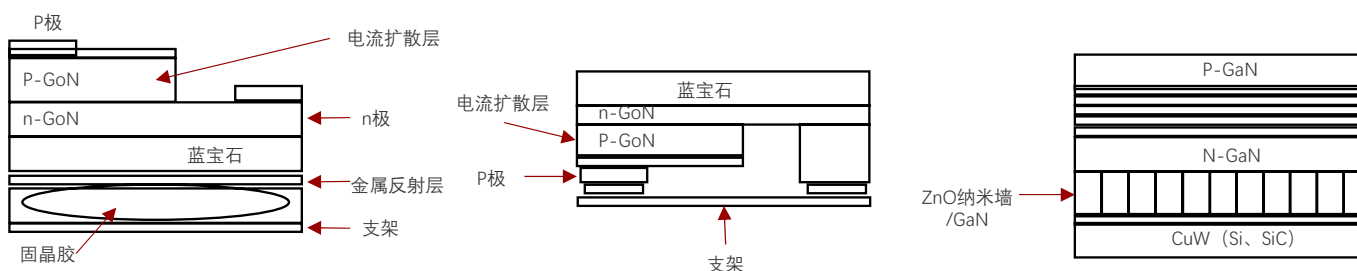 P极
电流扩散层
P-GoN
n-GoN
n极
蓝宝石
金属反射层
支架
固晶胶
蓝宝石
电流扩散层
n-GoN
P-GoN
P极
支架
P-GaN
N-GaN
ZnO纳米墙
/GaN
CuW（Si、SiC）